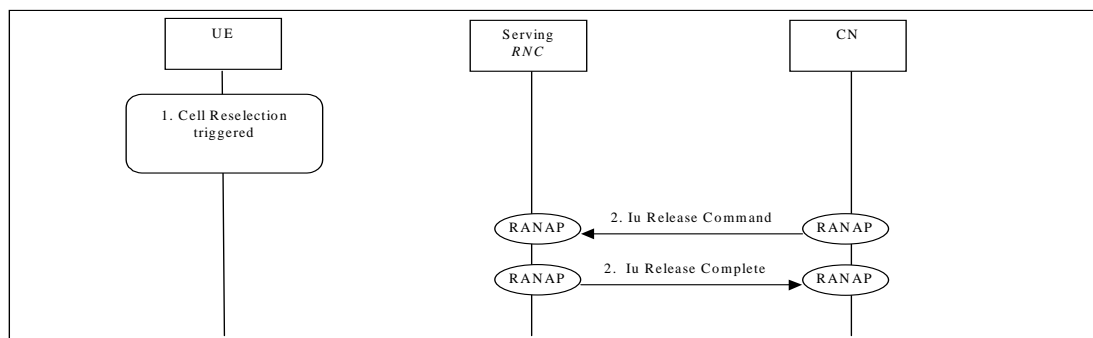 UE
Serving
RNC
CN
1. Cell Reselection
triggered
2. Iu Release Command
RANAP
RANAP
2. Iu Release Complete
RANAP
RANAP